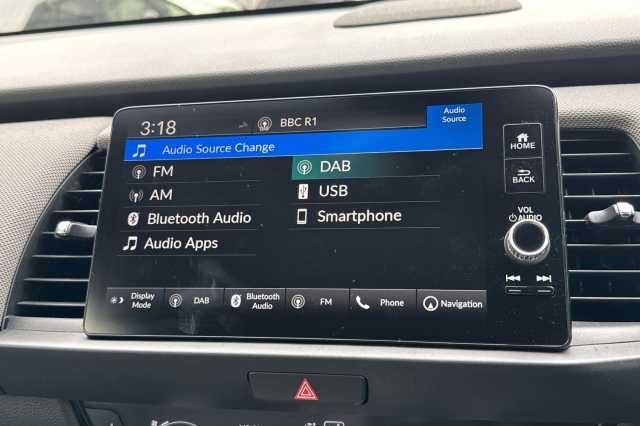 3:18 BBC R1 Audio Source
Audio Source Change
FM DAB
AM USB
Bluetooth Audio Smartphone
Audio Apps
Display Mode DAB Bluetooth Audio FM Phone Navigation
HOME
BACK
VOL
AUDIO